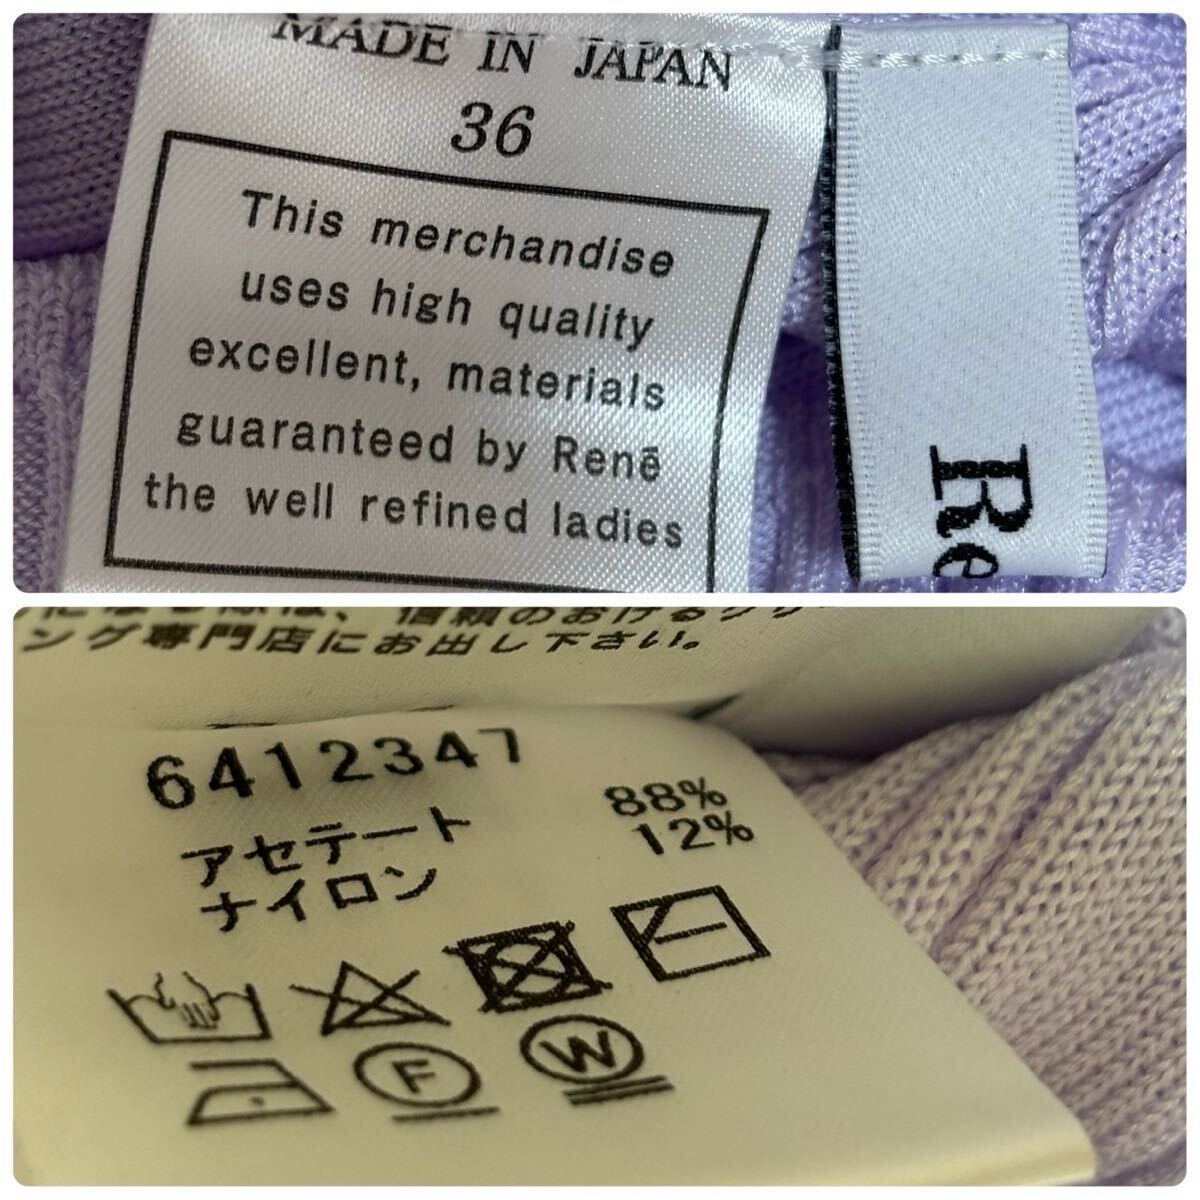 MADE IN JAPAN
36
This merchandise
uses high quality
excellent, materials
guaranteed by Renē
the well refined ladies
Re
ング専門店にお出し下さい。
6412347
アセテート 88%
ナイロン 12%
F
W